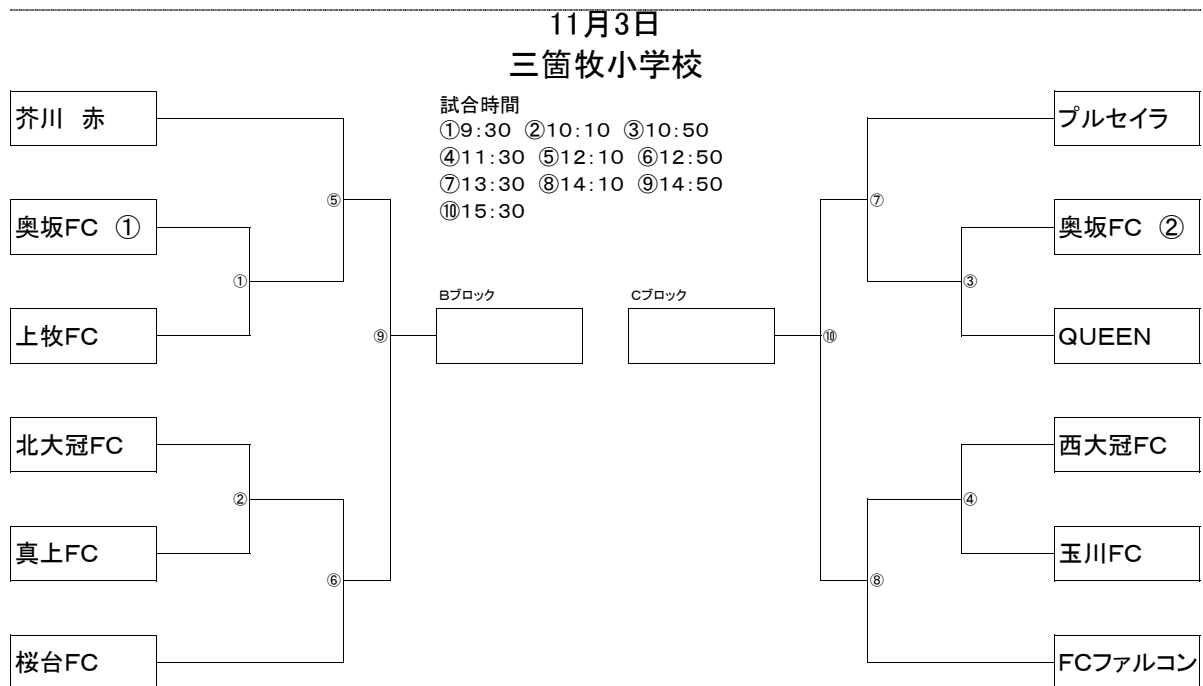 11月3日
三箇牧小学校
試合時間
①9:30 ②10:10 ③10:50
④11:30 ⑤12:10 ⑥12:50
⑦13:30 ⑧14:10 ⑨14:50
⑩15:30
芥川 赤
奥坂FC ①
上牧FC
北大冠FC
真上FC
桜台FC
⑤
①
②
⑥
⑨
Bブロック
Cブロック
⑩
⑦
③
④
⑧
プルセイラ
奥坂FC ②
QUEEN
西大冠FC
玉川FC
FCファルコン